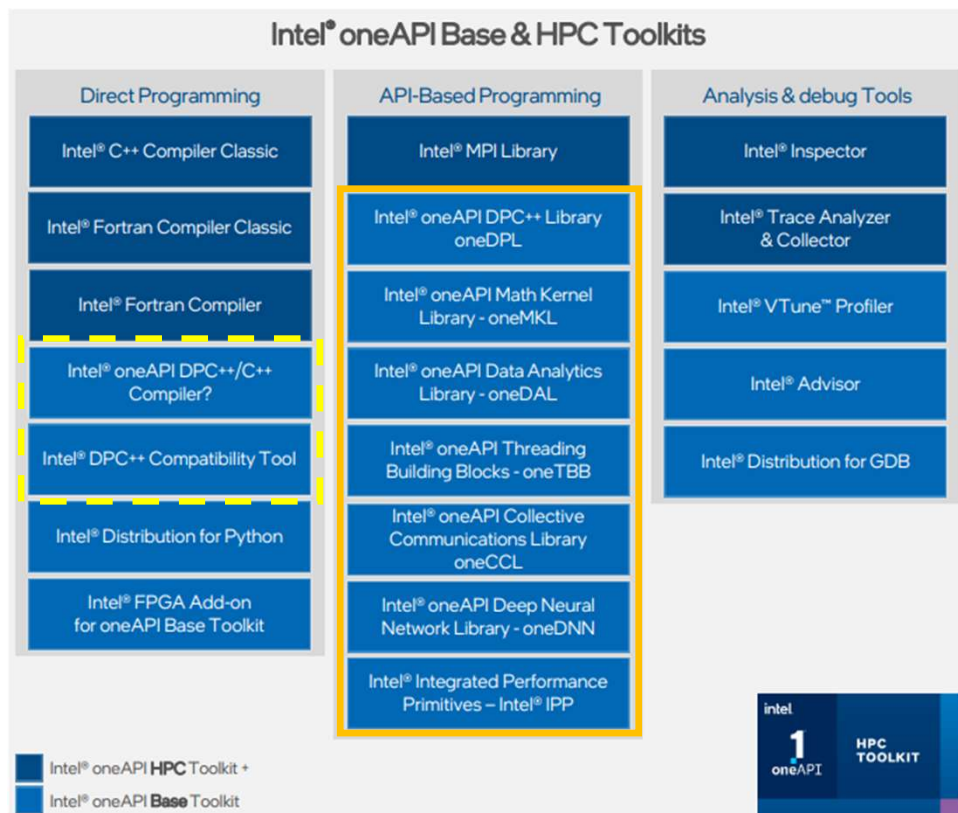 Intel® oneAPI Base & HPC Toolkits
Direct Programming
Intel® C++ Compiler Classic
Intel® Fortran Compiler Classic
Intel® Fortran Compiler
Intel® oneAPI DPC++/C++
Compiler?
Intel® DPC++ Compatibility Tool
Intel® Distribution for Python
Intel® FPGA Add-on
for oneAPI Base Toolkit
API-Based Programming
Intel® MPI Library
Intel® oneAPI DPC++ Library
oneDPL
Intel® oneAPI Math Kernel
Library - oneMKL
Intel® oneAPI Data Analytics
Library - oneDAL
Intel® oneAPI Threading
Building Blocks - oneTBB
Intel® oneAPI Collective
Communications Library
oneCCL
Intel® oneAPI Deep Neural
Network Library - oneDNN
Intel® Integrated Performance
Primitives – Intel® IPP
Analysis & debug Tools
Intel® Inspector
Intel® Trace Analyzer
& Collector
Intel® VTune™ Profiler
Intel® Advisor
Intel® Distribution for GDB
Intel® oneAPI HPC Toolkit +
Intel® oneAPI Base Toolkit
intel.
1
oneAPI
HPC
TOOLKIT